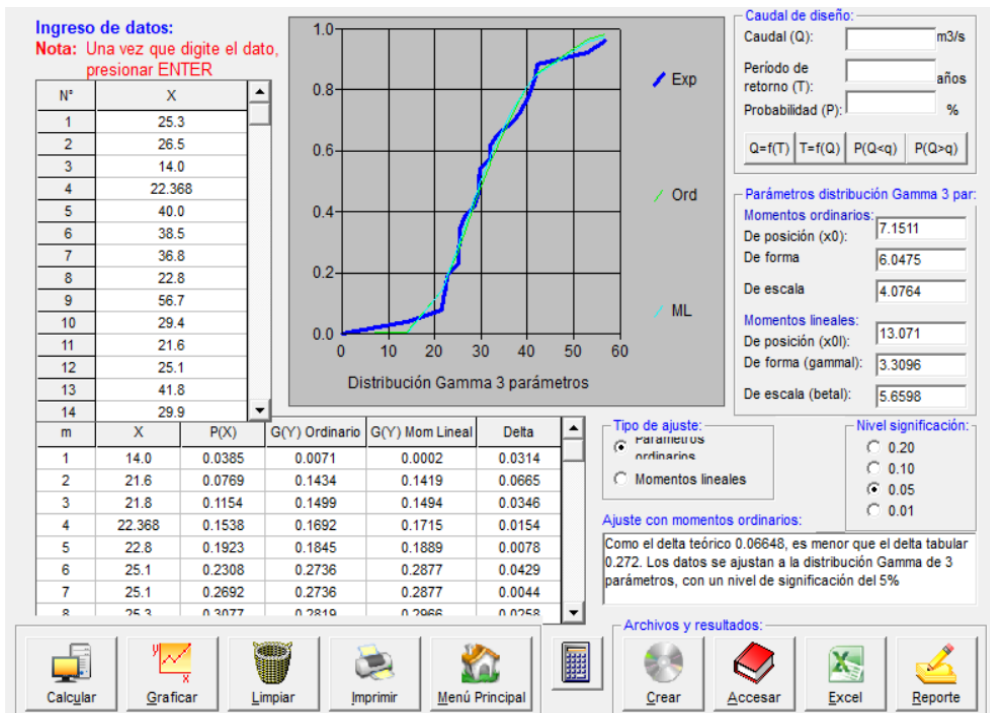 Ingreso de datos:
Nota: Una vez que digite el dato,
presionar ENTER
N° X
1 25.3
2 26.5
3 14.0
4 22.368
5 40.0
6 38.5
7 36.8
8 22.8
9 56.7
10 29.4
11 21.6
12 25.1
13 41.8
14 29.9
1.0
0.8
0.6
0.4
0.2
0.0
0 10 20 30 40 50 60
Exp
Ord
ML
Distribución Gamma 3 parámetros
Caudal de diseño:
Caudal (Q): m3/s
Período de
retorno (T): años
Probabilidad (P): %
Q=f(T) T=f(Q) P(Q<q) P(Q>q)
Parámetros distribución Gamma 3 par:
Momentos ordinarios:
De posición (x0): 7.1511
De forma 6.0475
De escala 4.0764
Momentos lineales:
De posición (x0l): 13.071
De forma (gammal): 3.3096
De escala (betal): 5.6598
m X P(X) G(Y) Ordinario G(Y) Mom Lineal Delta
1 14.0 0.0385 0.0071 0.0002 0.0314
2 21.6 0.0769 0.1434 0.1419 0.0665
3 21.8 0.1154 0.1499 0.1494 0.0346
4 22.368 0.1538 0.1692 0.1715 0.0154
5 22.8 0.1923 0.1845 0.1889 0.0078
6 25.1 0.2308 0.2736 0.2877 0.0429
7 25.1 0.2692 0.2736 0.2877 0.0044
8 25.3 0.3077 0.2819 0.2966 0.0258
Tipo de ajuste:
Parámetros
ordinarios
Momentos lineales
Nivel significación:
0.20
0.10
0.05
0.01
Ajuste con momentos ordinarios:
Como el delta teórico 0.06648, es menor que el delta tabular
0.272. Los datos se ajustan a la distribución Gamma de 3
parámetros, con un nivel de significación del 5%
Archivos y resultados:
Calcular Graficar Limpiar Imprimir Menú Principal Crear Accesar Excel Reporte